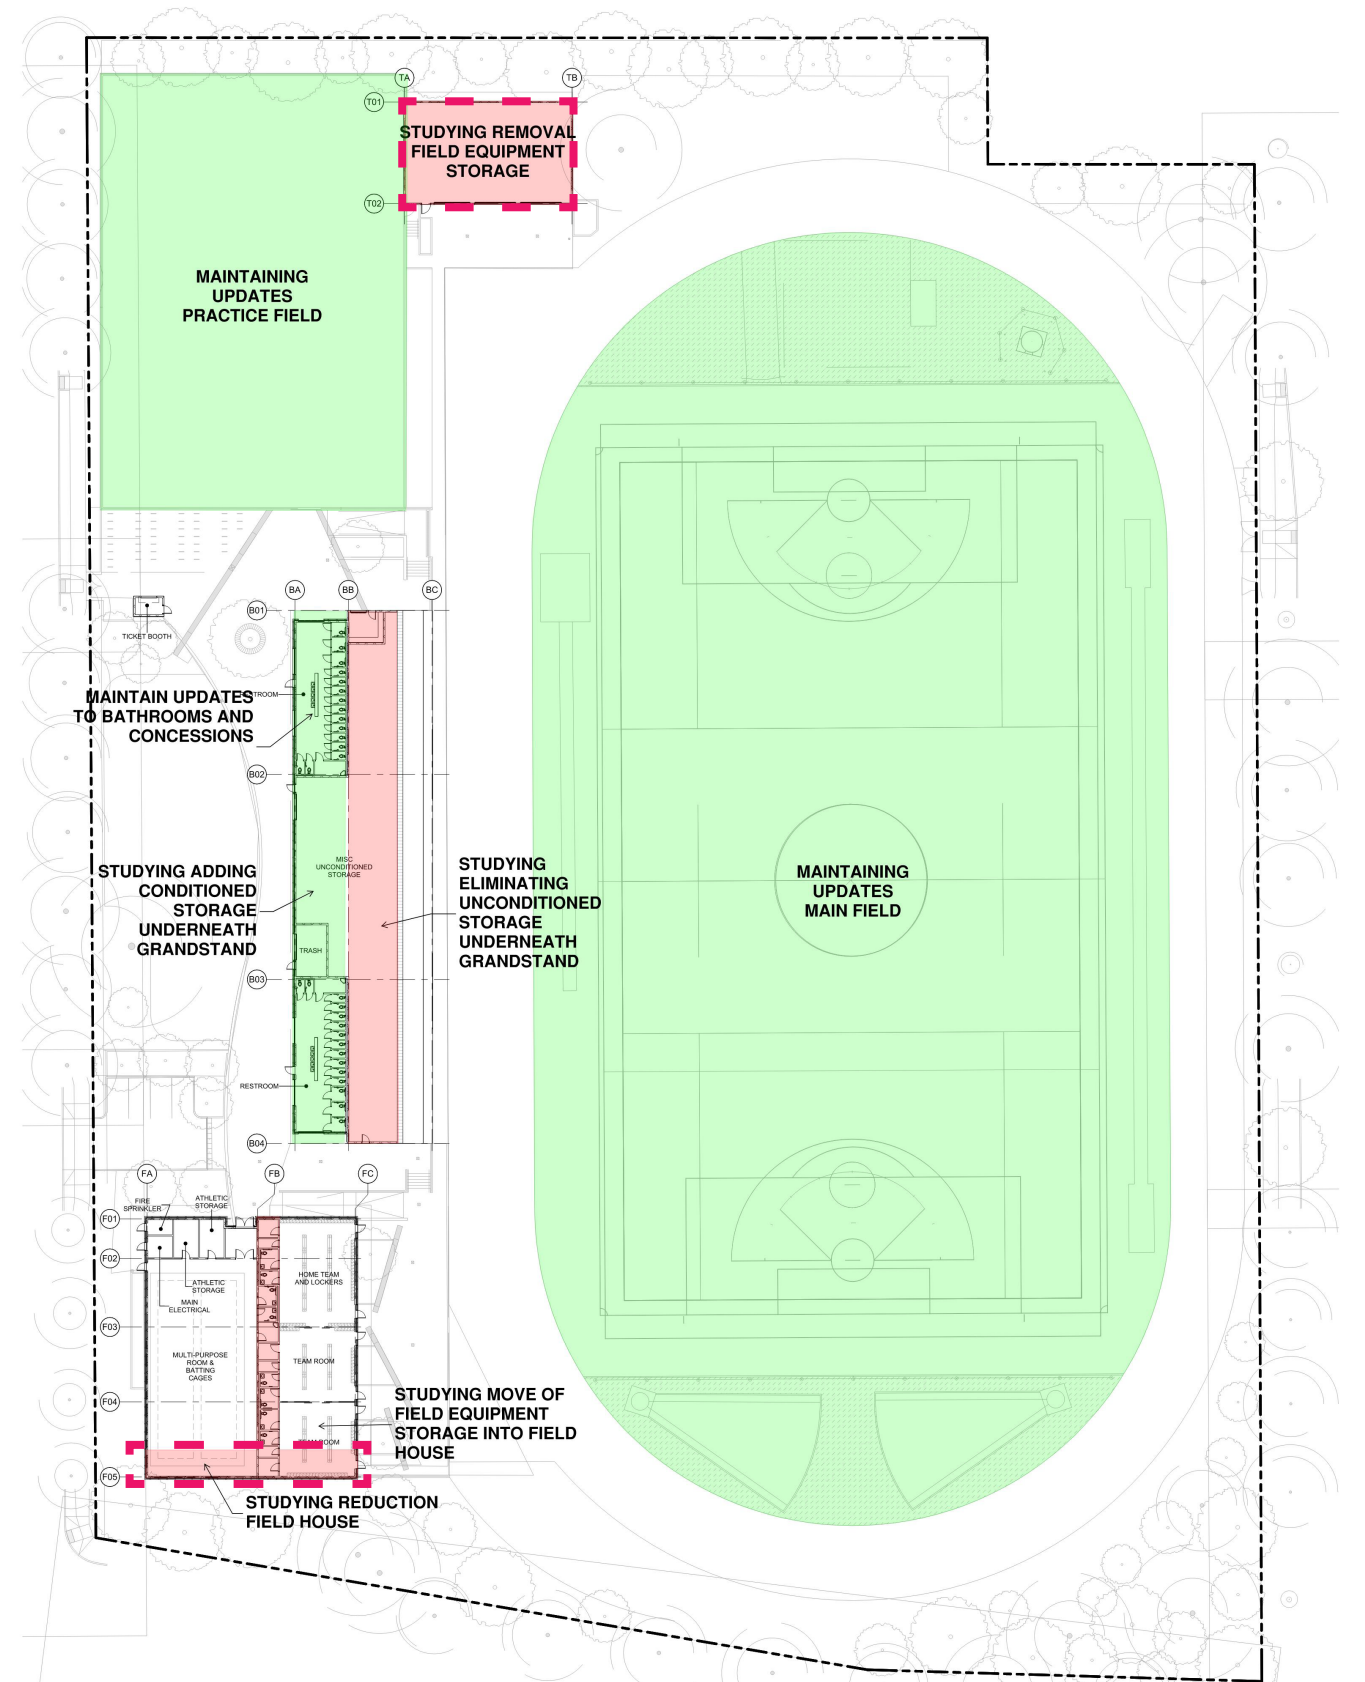 TA
TB
T01
STUDYING REMOVAL
FIELD EQUIPMENT
STORAGE
T02
MAINTAINING
UPDATES
PRACTICE FIELD
BA
BB
BC
B01
TICKET BOOTH
RESTROOM
MAINTAIN UPDATES
TO BATHROOMS AND
CONCESSIONS
B02
MISC
UNCONDITIONED
STORAGE
STUDYING ADDING
CONDITIONED
STORAGE
UNDERNEATH
GRANDSTAND
STUDYING
ELIMINATING
UNCONDITIONED
STORAGE
UNDERNEATH
GRANDSTAND
MAINTAINING
UPDATES
MAIN FIELD
TRASH
B03
RESTROOM
B04
FA
FB
FC
FIRE
SPRINKLER
ATHLETIC
STORAGE
F01
F02
HOME TEAM
AND LOCKERS
ATHLETIC
STORAGE
MAIN
ELECTRICAL
F03
MULTI-PURPOSE
ROOM &
BATTING
CAGES
TEAM ROOM
F04
STUDYING MOVE OF
FIELD EQUIPMENT
STORAGE INTO FIELD
HOUSE
TEAM ROOM
F05
STUDYING REDUCTION
FIELD HOUSE